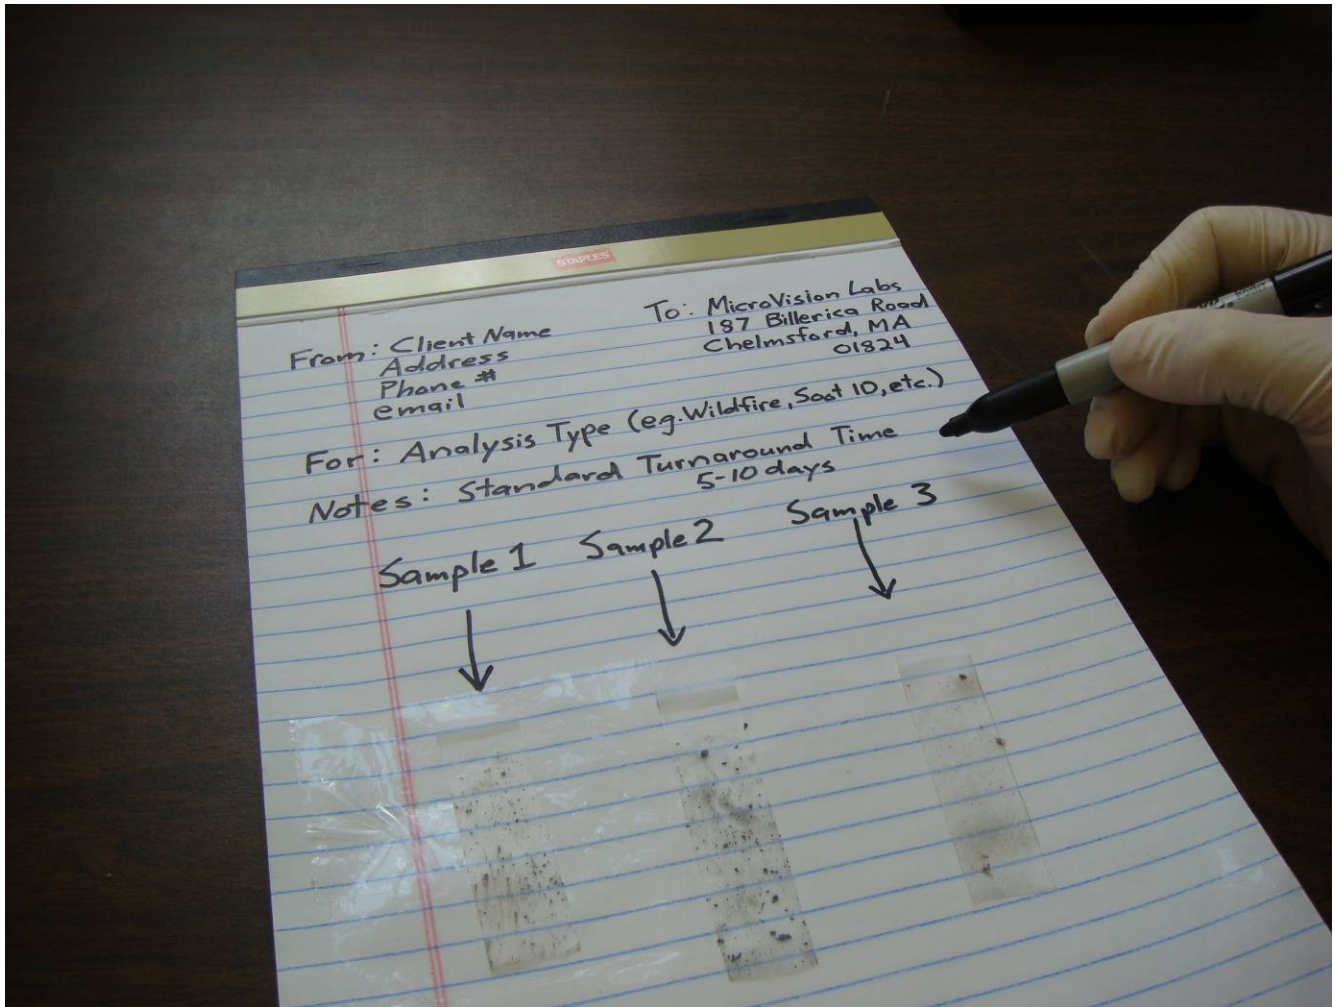 STAPLES
From: Client Name
Address
Phone #
email
To: MicroVision Labs
187 Billerica Road
Chelmsford, MA
01824
For: Analysis Type (e.g. Wildfire, Soot 10, etc.)
Notes: Standard Turnaround Time
5-10 days
Sample 1 Sample 2 Sample 3